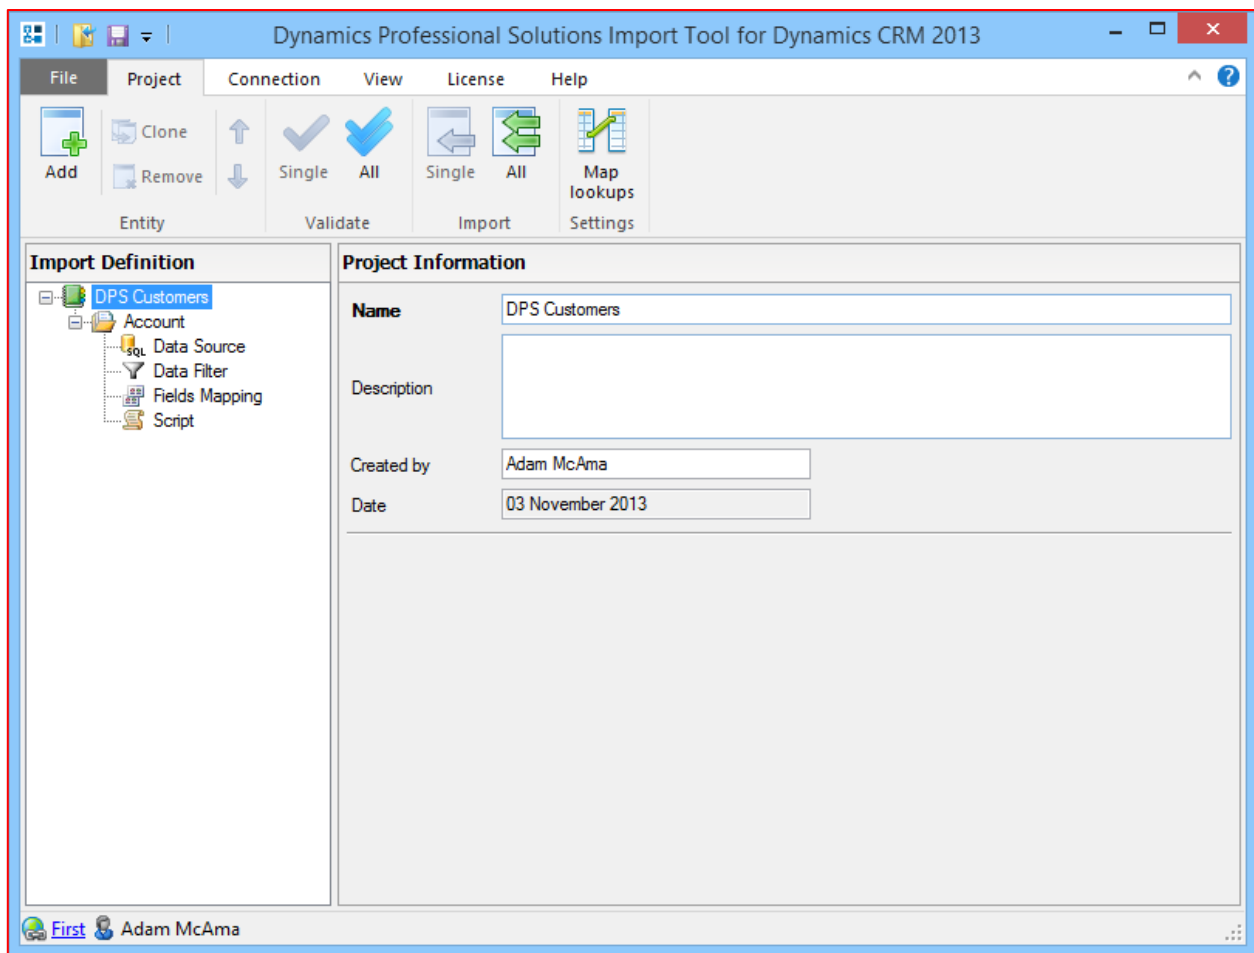 Dynamics Professional Solutions Import Tool for Dynamics CRM 2013
File Project Connection View License Help
Add Clone Remove Single All Single All Map lookups
Entity Validate Import Settings
Import Definition
DPS Customers
Account
SQL Data Source
Data Filter
Fields Mapping
Script
Project Information
Name DPS Customers
Description
Created by Adam McAma
Date 03 November 2013
First Adam McAma